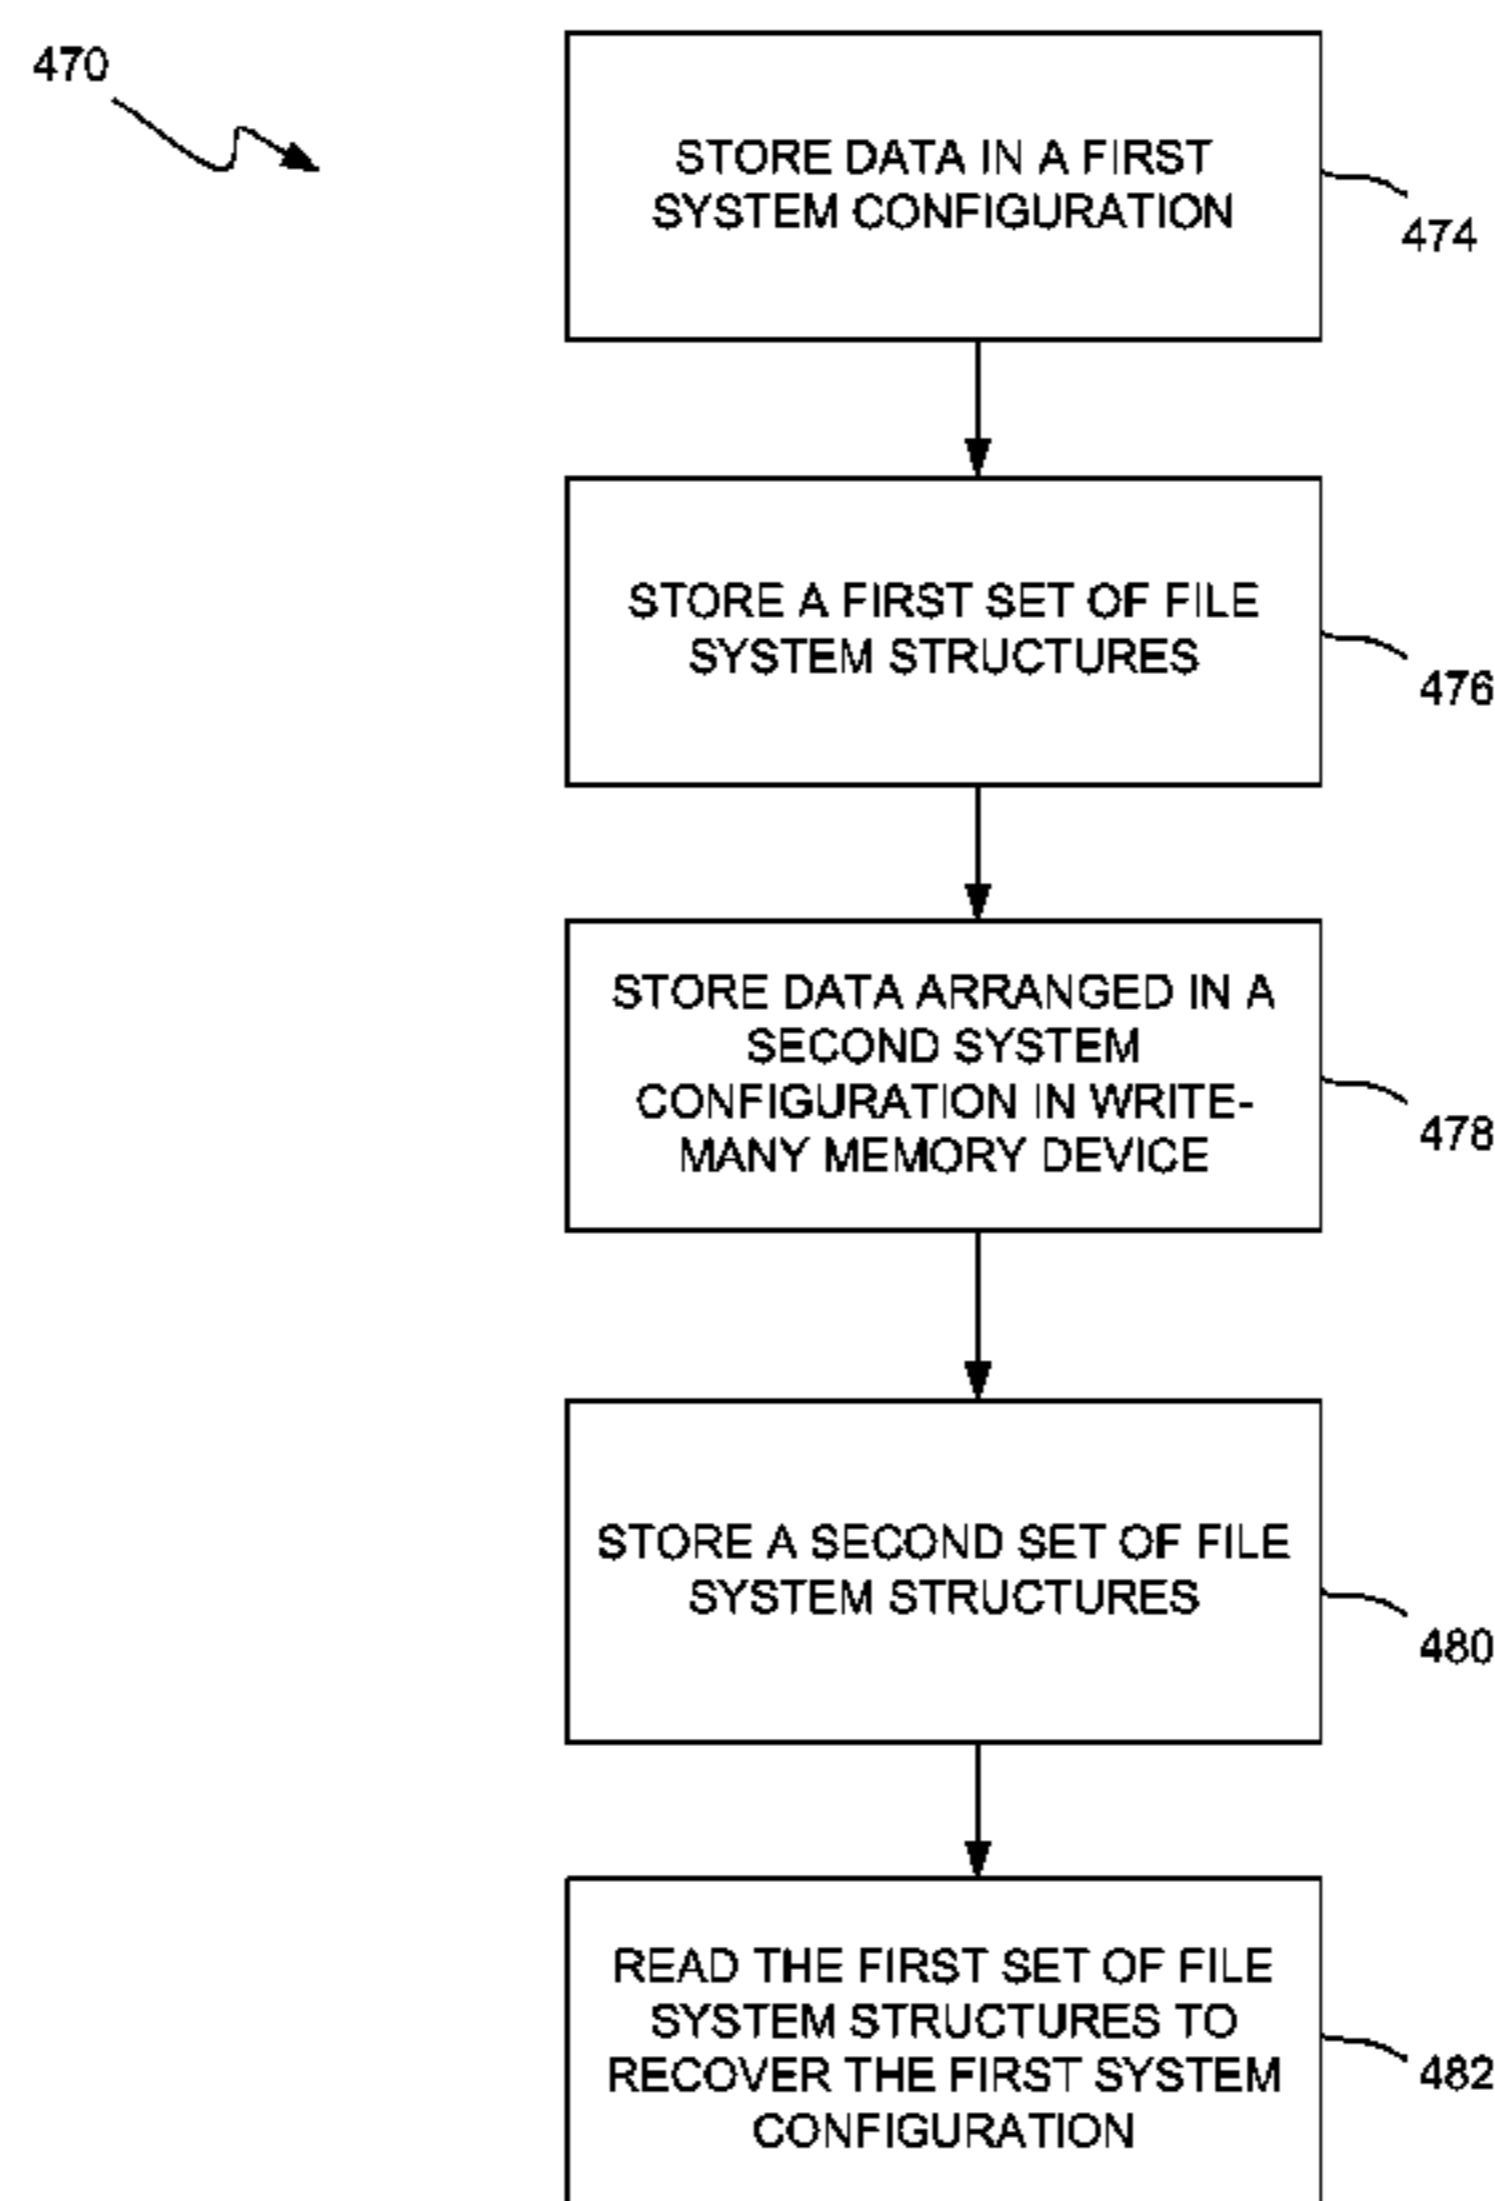 470
STORE DATA IN A FIRST
SYSTEM CONFIGURATION
474
STORE A FIRST SET OF FILE
SYSTEM STRUCTURES
476
STORE DATA ARRANGED IN A
SECOND SYSTEM
CONFIGURATION IN WRITE-
MANY MEMORY DEVICE
478
STORE A SECOND SET OF FILE
SYSTEM STRUCTURES
480
READ THE FIRST SET OF FILE
SYSTEM STRUCTURES TO
RECOVER THE FIRST SYSTEM
CONFIGURATION
482